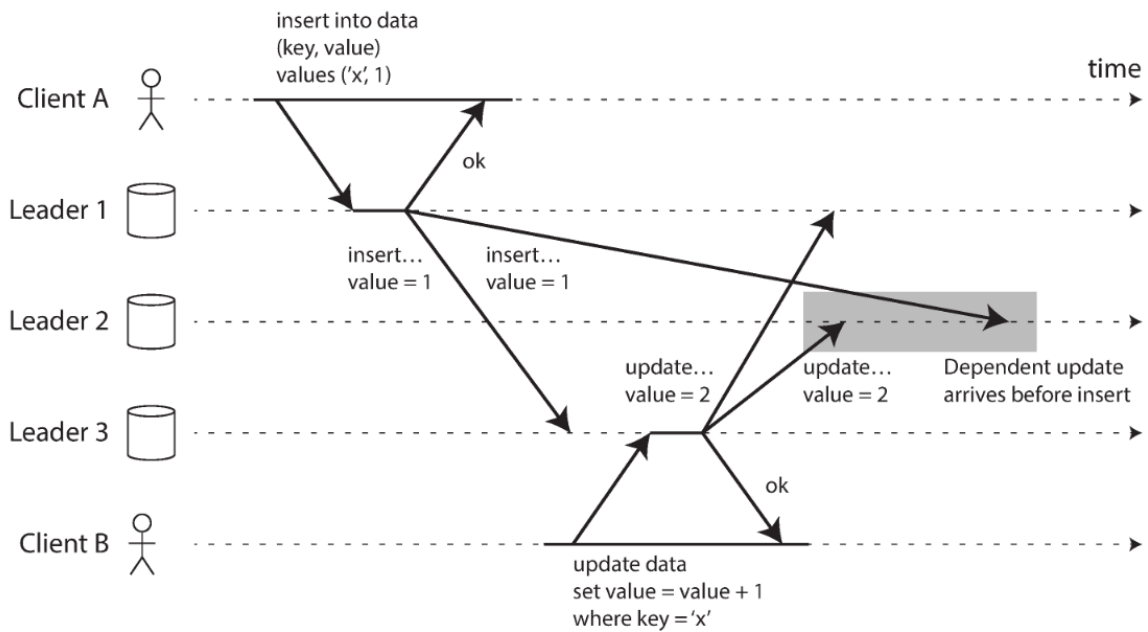 insert into data
(key, value)
values (‘x’, 1)
time
Client A
ok
Leader 1
insert…
value = 1
insert…
value = 1
Leader 2
update…
value = 2
update…
value = 2
Dependent update
arrives before insert
Leader 3
ok
Client B
update data
set value = value + 1
where key = ‘x’